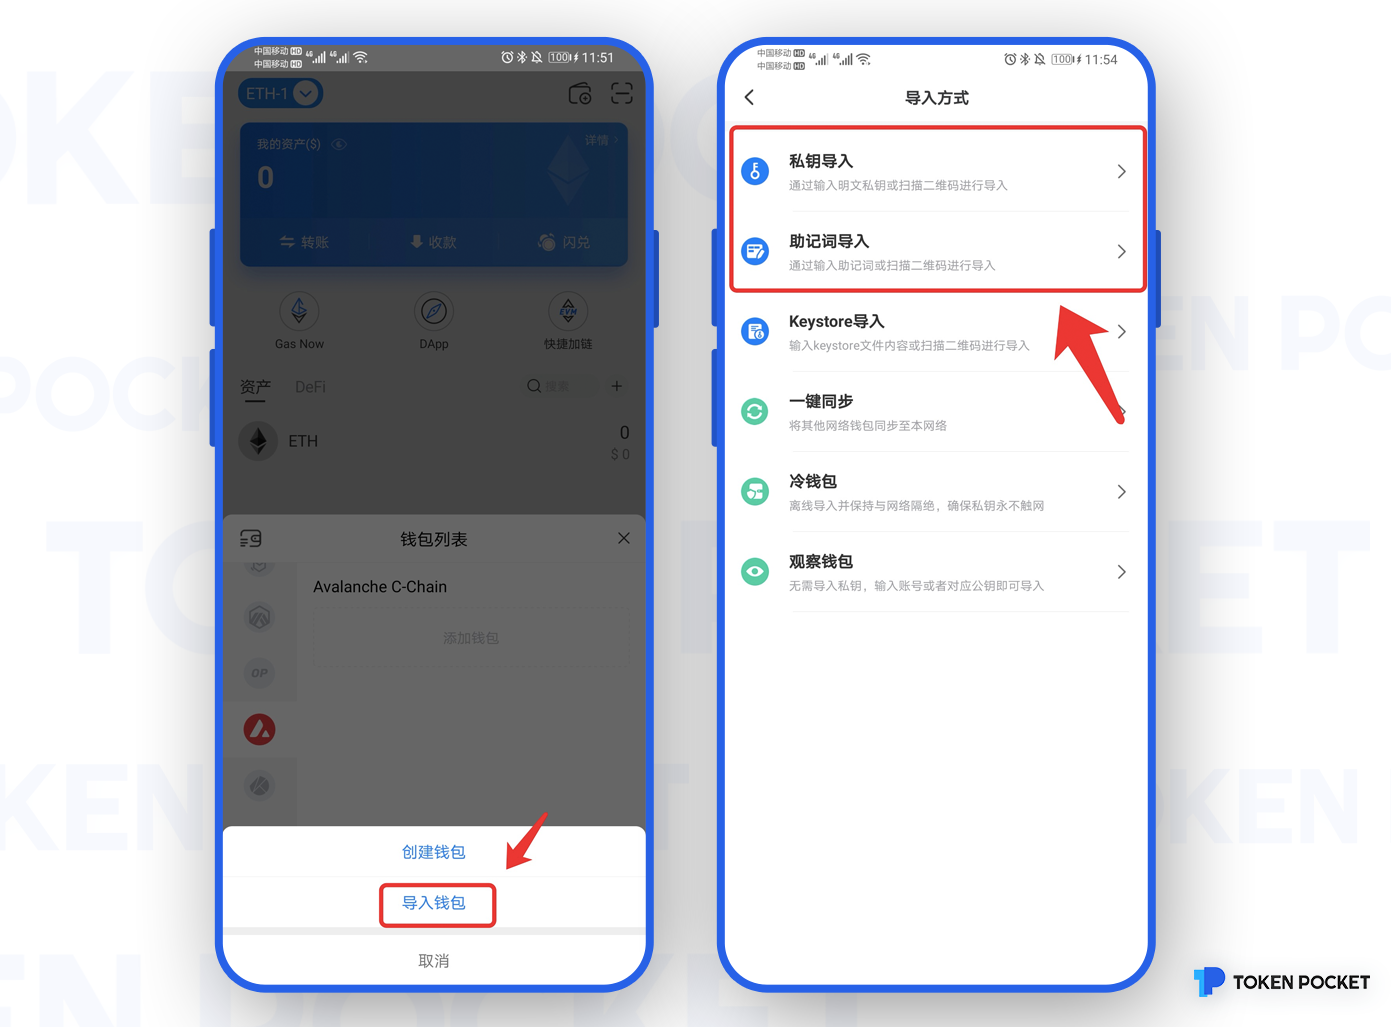 中国移动 HD
中国移动 HD
4G 4G 100 11:51
ETH-1
我的资产($)
详情
0
转账
收款
闪兑
Gas Now
DApp
EVM
快捷加链
资产
DeFi
搜索
ETH
0
$ 0
钱包列表
Avalanche C-Chain
添加钱包
OP
创建钱包
导入钱包
取消
中国移动 HD
中国移动 HD
4G 4G 100 11:54
导入方式
私钥导入
通过输入明文私钥或扫描二维码进行导入
助记词导入
通过输入助记词或扫描二维码进行导入
Keystore导入
输入keystore文件内容或扫描二维码进行导入
一键同步
将其他网络钱包同步至本网络
冷钱包
离线导入并保持与网络隔绝，确保私钥永不触网
观察钱包
无需导入私钥，输入账号或者对应公钥即可导入
TOKEN POCKET